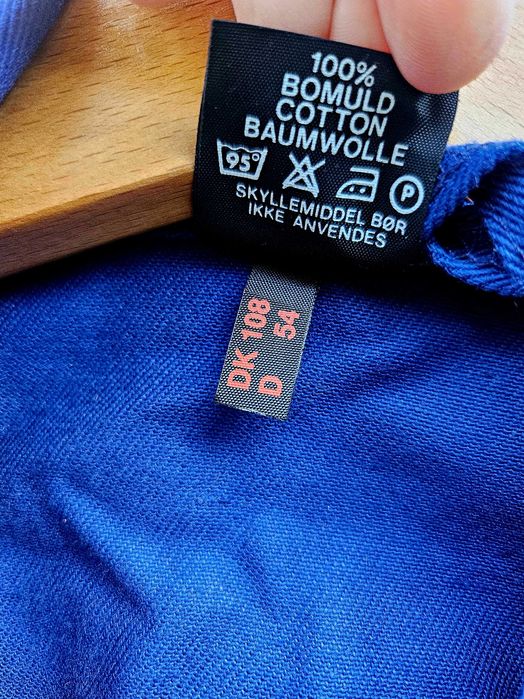 100%
BOMULD
COTTON
BAUMWOLLE
95° P
SKYLLEMIDDEL BØR
IKKE ANVENDES
DK 108
D 54